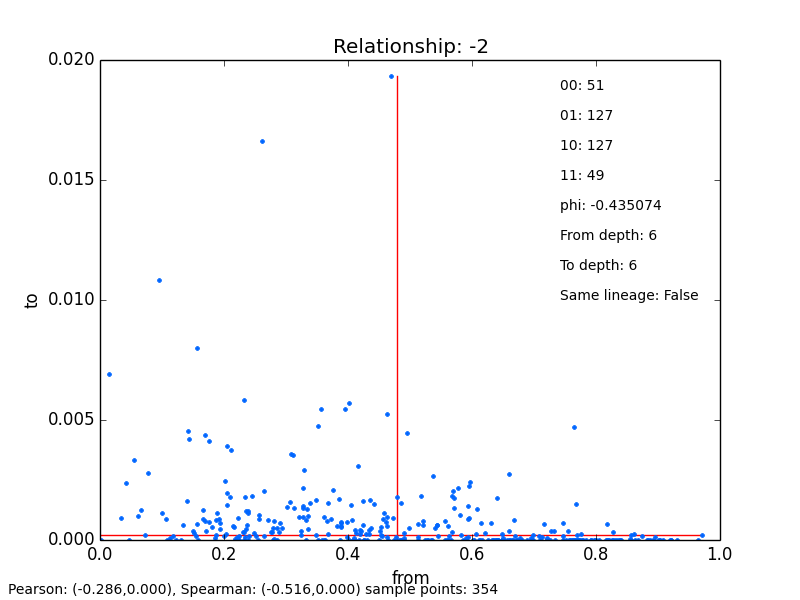 Relationship: -2
0.020
0.015
0.010
0.005
0.000
to
00: 51
01: 127
10: 127
11: 49
phi: -0.435074
From depth: 6
To depth: 6
Same lineage: False
0.0 0.2 0.4 0.6 0.8 1.0
from
Pearson: (-0.286,0.000), Spearman: (-0.516,0.000) sample points: 354